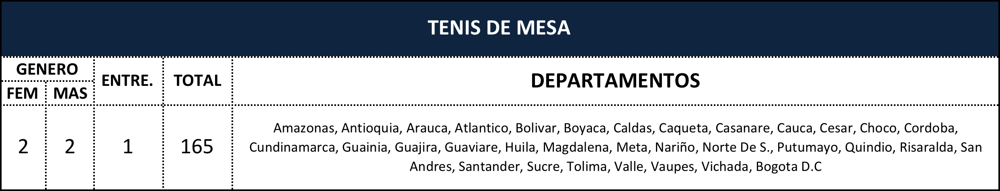 TENIS DE MESA
GENERO
ENTRE.
TOTAL
DEPARTAMENTOS
FEM
MAS
2
2
1
165
Amazonas, Antioquia, Arauca, Atlantico, Bolivar, Boyaca, Caldas, Caqueta, Casanare, Cauca, Cesar, Choco, Cordoba,
Cundinamarca, Guainia, Guajira, Guaviare, Huila, Magdalena, Meta, Nariño, Norte De S., Putumayo, Quindio, Risaralda, San
Andres, Santander, Sucre, Tolima, Valle, Vaupes, Vichada, Bogota D.C